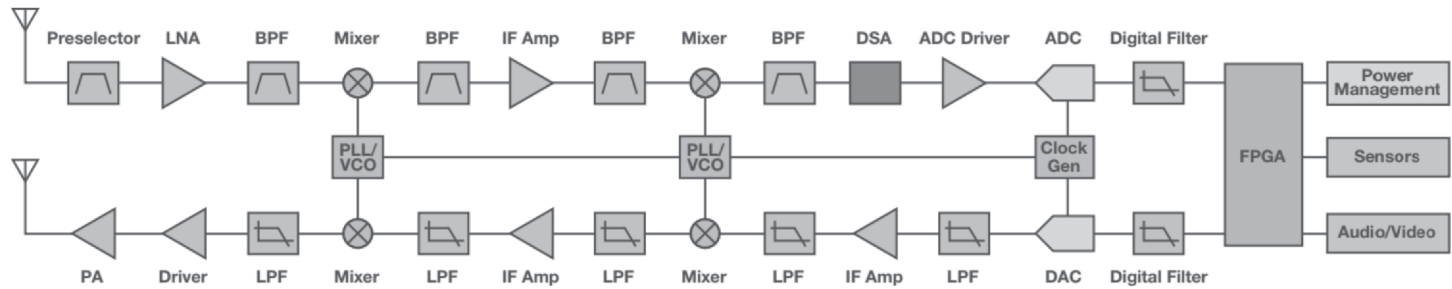 Preselector LNA BPF Mixer BPF IF Amp BPF Mixer BPF DSA ADC Driver ADC Digital Filter
Power
Management
PLL/
VCO
PLL/
VCO
Clock
Gen
FPGA
Sensors
Audio/Video
PA Driver LPF Mixer LPF IF Amp LPF Mixer LPF IF Amp LPF DAC Digital Filter